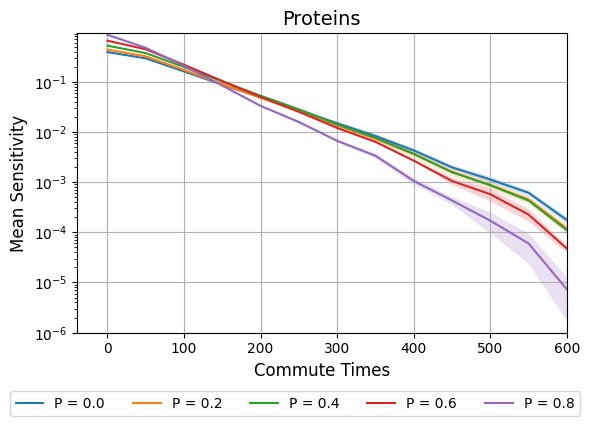 Proteins
Mean Sensitivity
10⁻¹
10⁻²
10⁻³
10⁻⁴
10⁻⁵
10⁻⁶
0 100 200 300 400 500 600
Commute Times
P = 0.0 P = 0.2 P = 0.4 P = 0.6 P = 0.8